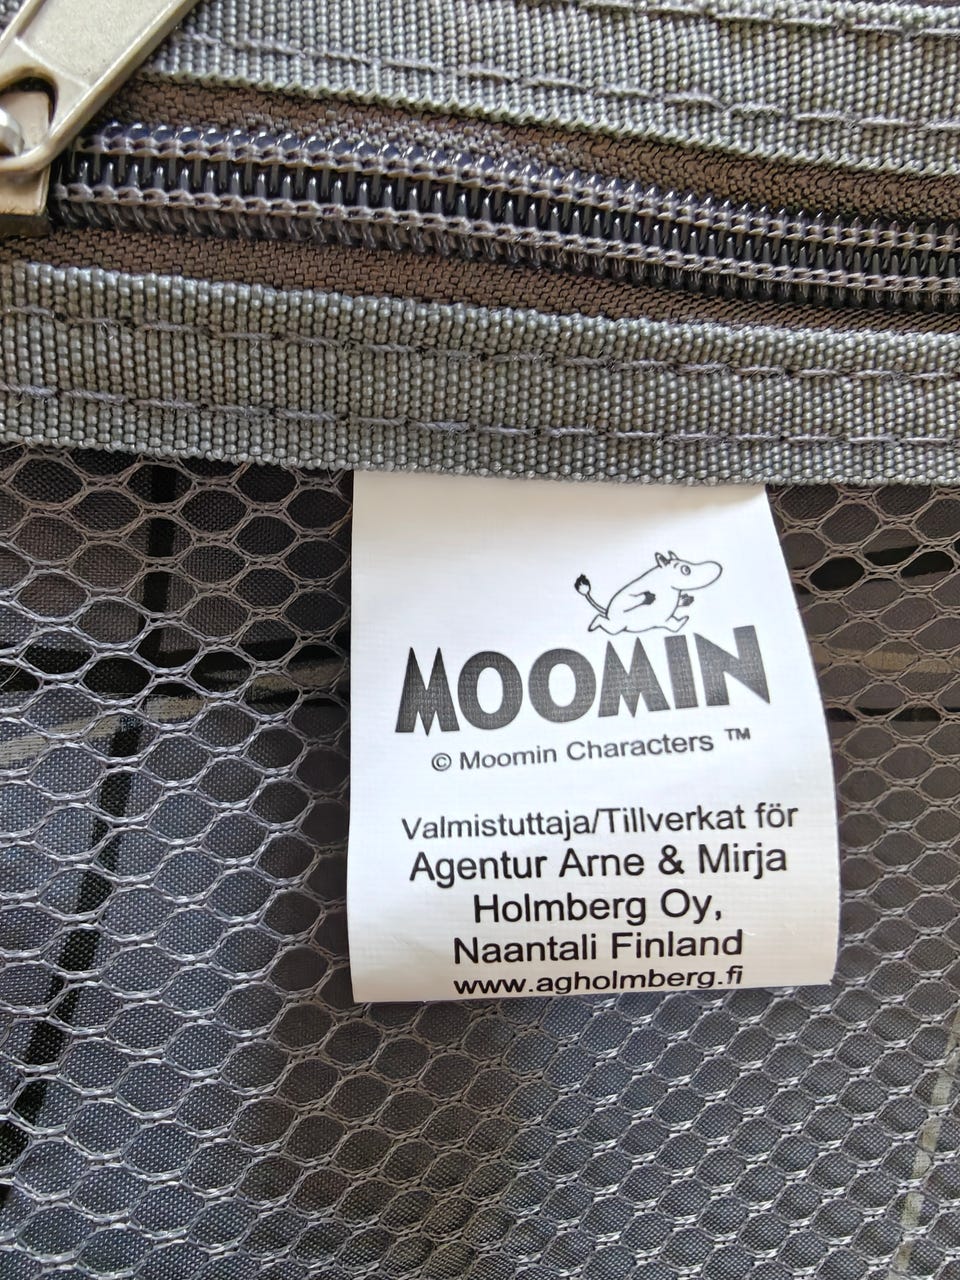 MOOMIN
© Moomin Characters ™
Valmistuttaja/Tillverkat för
Agentur Arne & Mirja
Holmberg Oy,
Naantali Finland
www.agholmberg.fi